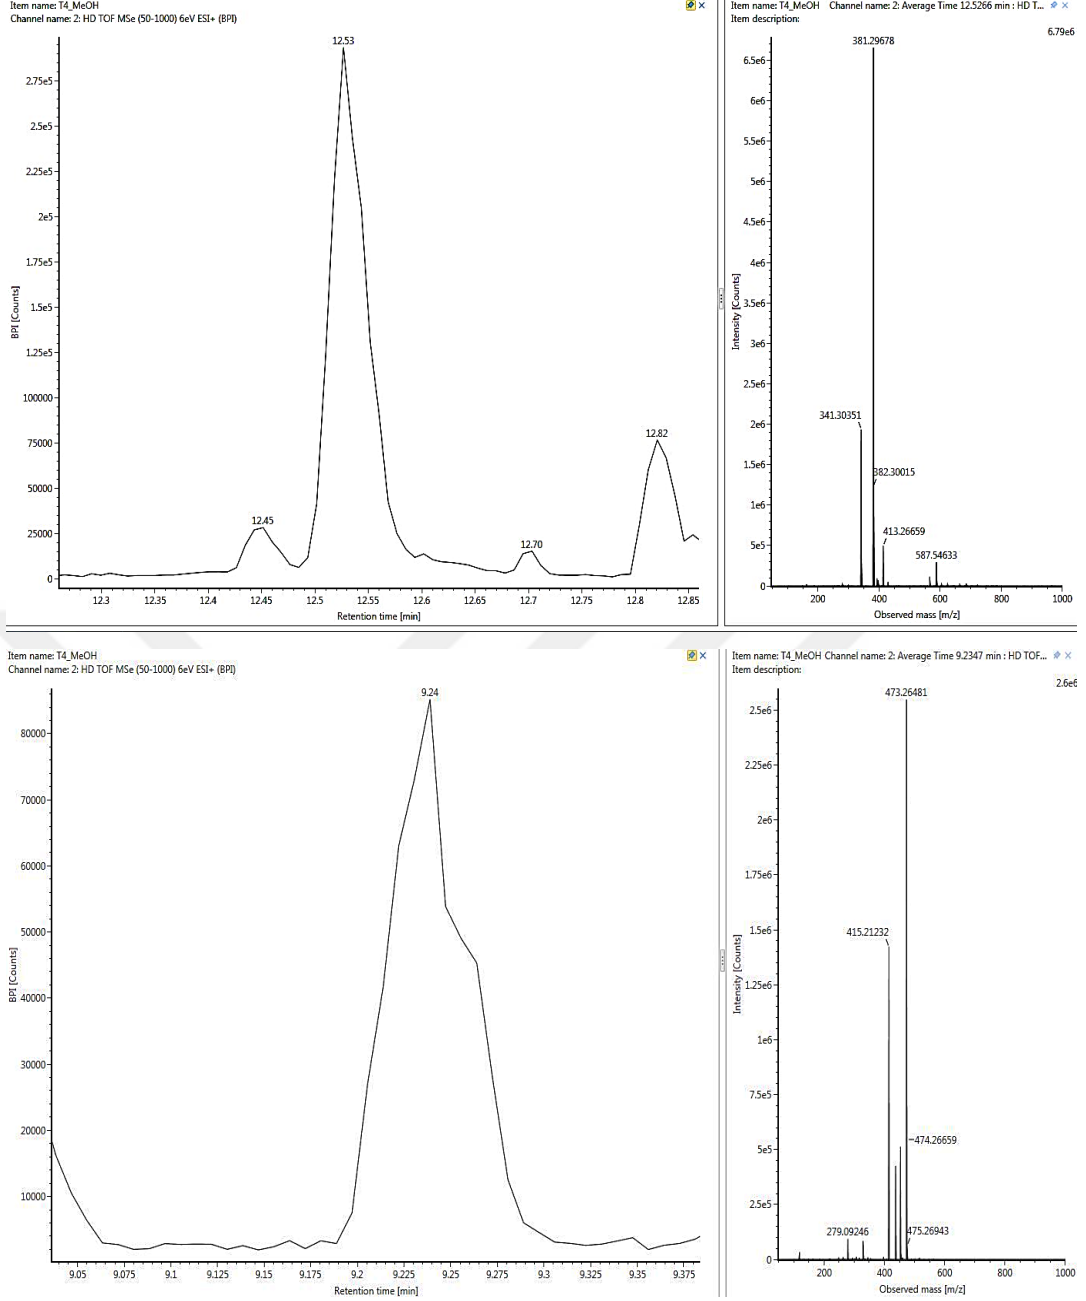 Item name: T4_MeOH
Channel name: 2: HD TOF MSe (50-1000) 6eV ESI+ (BPI)
12.53
2.75e5
2.5e5
2.25e5
2e5
1.75e5
1.5e5
1.25e5
100000
75000
50000
25000
0
BPI [Counts]
12.45
12.70
12.82
12.3
12.35
12.4
12.45
12.5
12.55
12.6
12.65
12.7
12.75
12.8
12.85
Retention time [min]
Item name: T4_MeOH Channel name: 2: Average Time 12.5266 min : HD T...
Item description:
6.79e6
381.29678
6.5e6
6e6
5.5e6
5e6
4.5e6
4e6
3.5e6
3e6
2.5e6
2e6
1.5e6
1e6
5e5
0
Intensity [Counts]
341.30351
382.30015
413.26659
587.54633
200
400
600
800
1000
Observed mass [m/z]
Item name: T4_MeOH
Channel name: 2: HD TOF MSe (50-1000) 6eV ESI+ (BPI)
9.24
80000
70000
60000
50000
40000
30000
20000
10000
BPI [Counts]
9.05
9.075
9.1
9.125
9.15
9.175
9.2
9.225
9.25
9.275
9.3
9.325
9.35
9.375
Retention time [min]
Item name: T4_MeOH Channel name: 2: Average Time 9.2347 min : HD TOF...
Item description:
2.6e6
473.26481
2.5e6
2.25e6
2e6
1.75e6
1.5e6
1.25e6
1e6
7.5e5
5e5
2.5e5
0
Intensity [Counts]
415.21232
474.26659
279.09246
475.26943
200
400
600
800
1000
Observed mass [m/z]